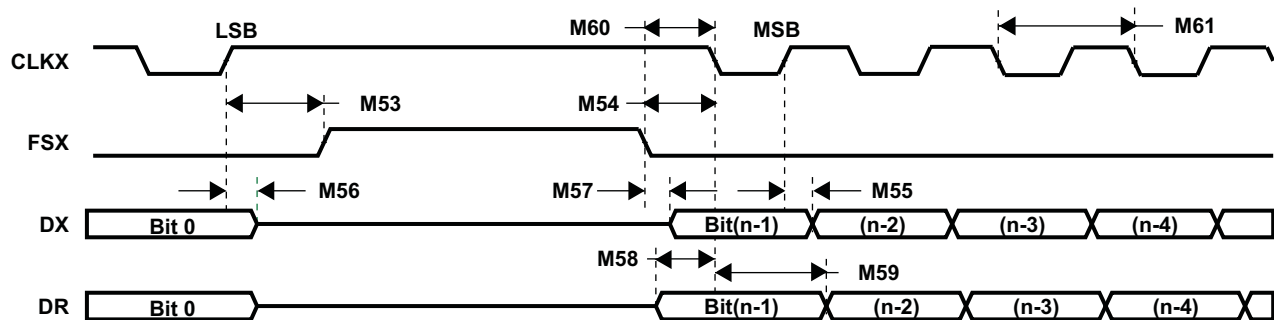 LSB
M60
MSB
M61
CLKX
M53
M54
FSX
M56
M57
M55
DX
Bit 0
Bit(n-1)
(n-2)
(n-3)
(n-4)
M58
M59
DR
Bit 0
Bit(n-1)
(n-2)
(n-3)
(n-4)